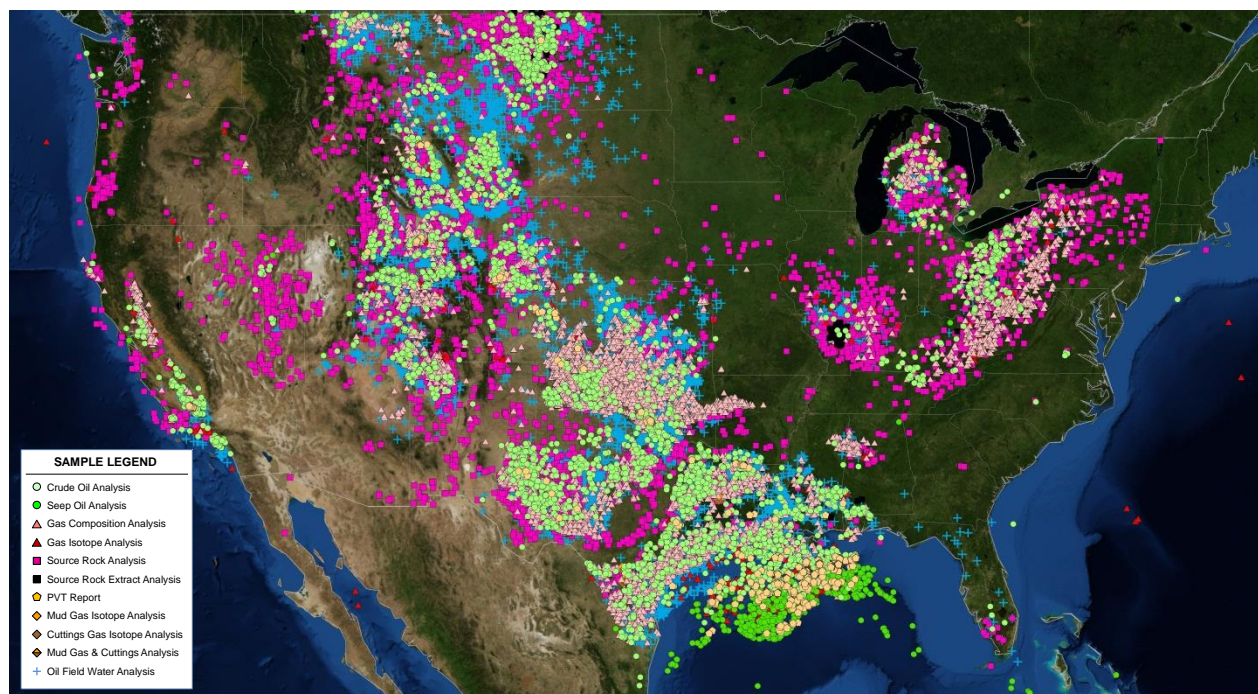 SAMPLE LEGEND
Crude Oil Analysis
Seep Oil Analysis
Gas Composition Analysis
Gas Isotope Analysis
Source Rock Analysis
Source Rock Extract Analysis
PVT Report
Mud Gas Isotope Analysis
Cuttings Gas Isotope Analysis
Mud Gas & Cuttings Analysis
Oil Field Water Analysis